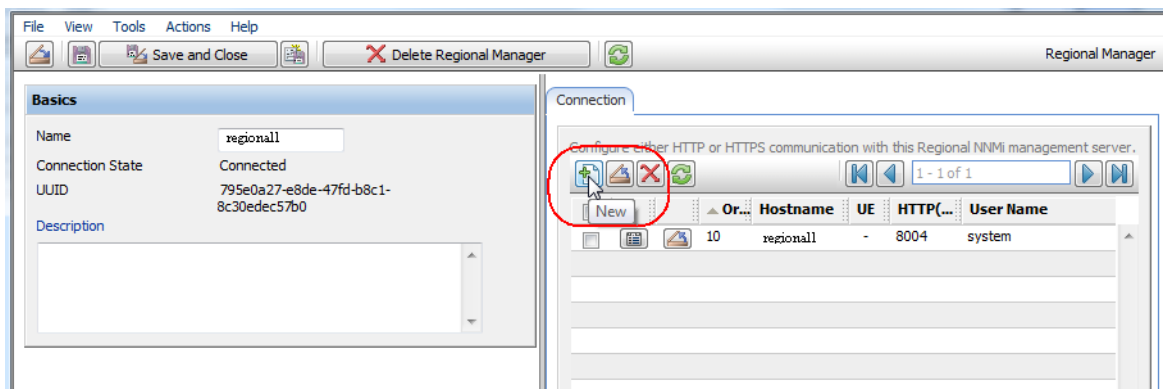 File View Tools Actions Help
Save and Close Delete Regional Manager Regional Manager
Basics
Name regionall
Connection State Connected
UUID 795e0a27-e8de-47fd-b8c1-
8c30edec57b0
Description
Connection
Configure either HTTP or HTTPS communication with this Regional NNMi management server.
1 - 1 of 1
New
Or... Hostname UE HTTP(... User Name
10 regionall - 8004 system